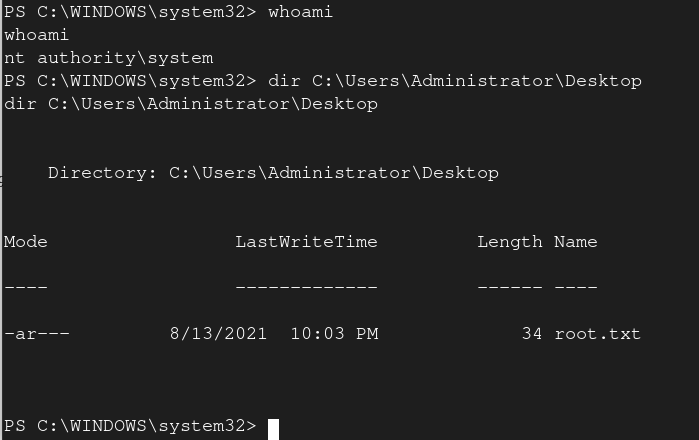 PS C:\WINDOWS\system32> whoami
whoami
nt authority\system
PS C:\WINDOWS\system32> dir C:\Users\Administrator\Desktop
dir C:\Users\Administrator\Desktop
Directory: C:\Users\Administrator\Desktop
Mode LastWriteTime Length Name
---- ------------- ------ ----
-ar--- 8/13/2021 10:03 PM 34 root.txt
PS C:\WINDOWS\system32>